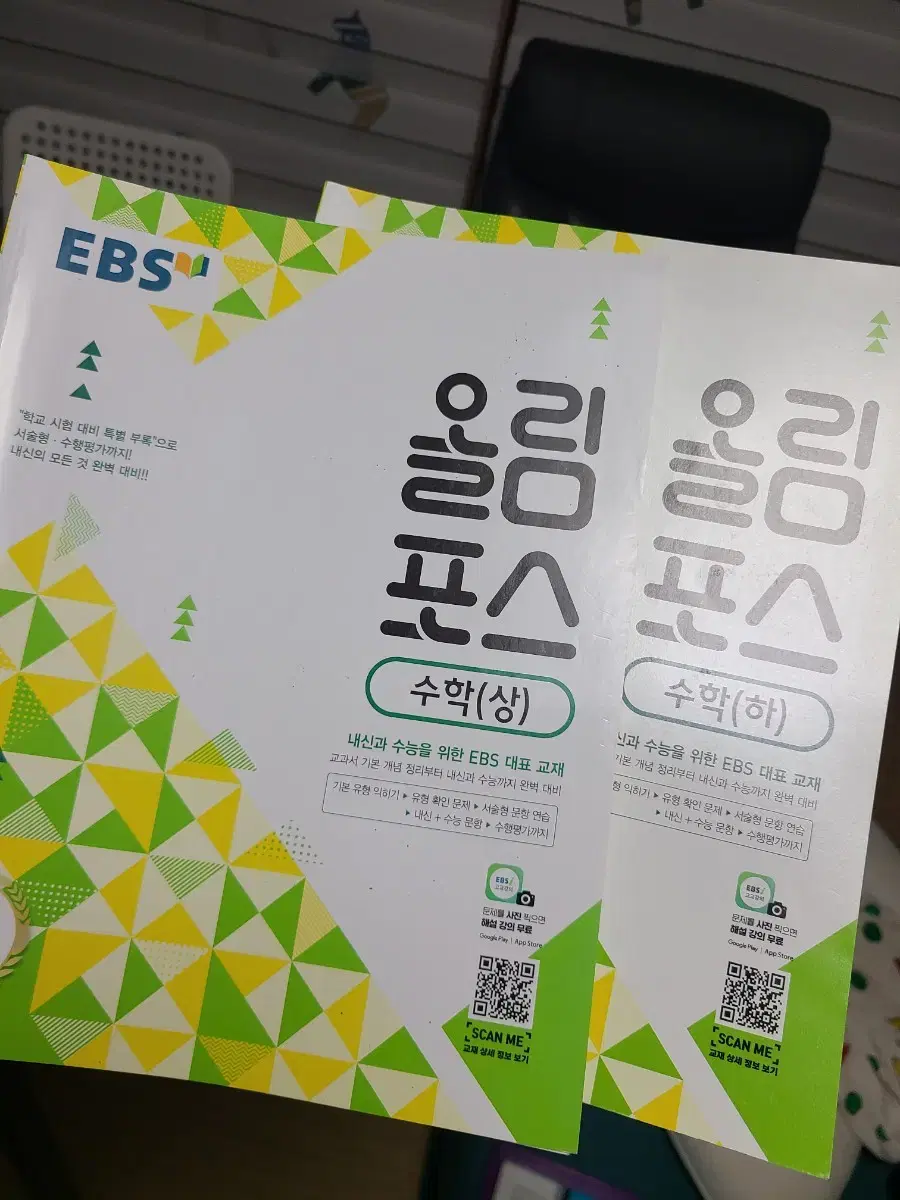 EBS
"학교 시험 대비 특별 부록"으로
서술형 · 수행평가까지!
내신의 모든 것 완벽 대비!!
올림
포스
수학(상)
내신과 수능을 위한 EBS 대표 교재
교과서 기본 개념 정리부터 내신과 수능까지 완벽 대비
기본 유형 익히기 ▶ 유형 확인 문제 ▶ 서술형 문항 연습
▶ 내신 + 수능 문항 ▶ 수행평가까지
EBSi
고교강의
문제를 사진 찍으면
해설 강의 무료
Google Play | App Store
SCAN ME
교재 상세 정보 보기
올림
포스
수학(하)
신과 수능을 위한 EBS 대표 교재
기본 개념 정리부터 내신과 수능까지 완벽 대비
형 익히기 ▶ 유형 확인 문제 ▶ 서술형 문항 연습
▶ 내신 + 수능 문항 ▶ 수행평가까지
EBSi
고교강의
문제를 사진 찍으면
해설 강의 무료
Google Play | App Store
SCAN ME
교재 상세 정보 보기